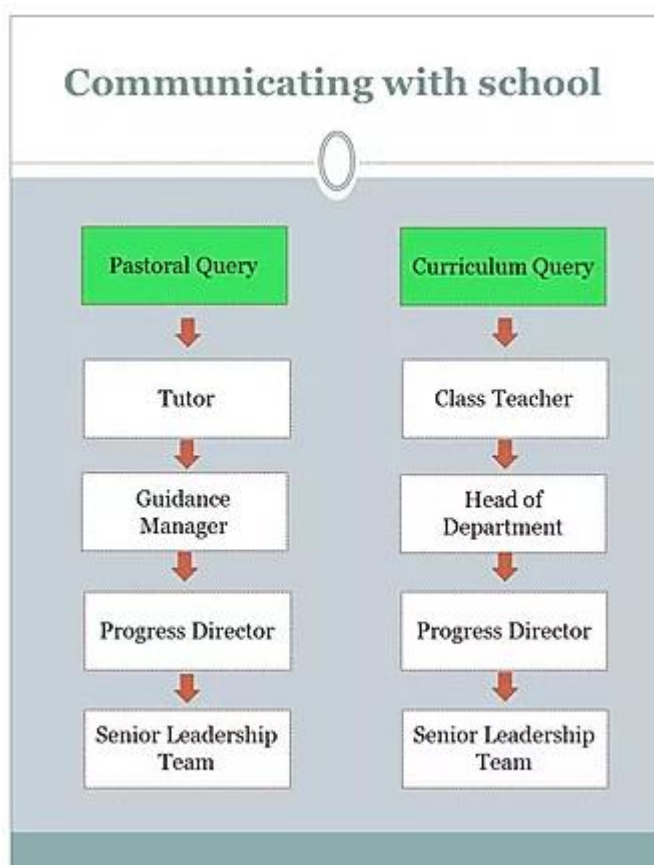 Communicating with school
Pastoral Query
Tutor
Guidance
Manager
Progress Director
Senior Leadership
Team
Curriculum Query
Class Teacher
Head of
Department
Progress Director
Senior Leadership
Team